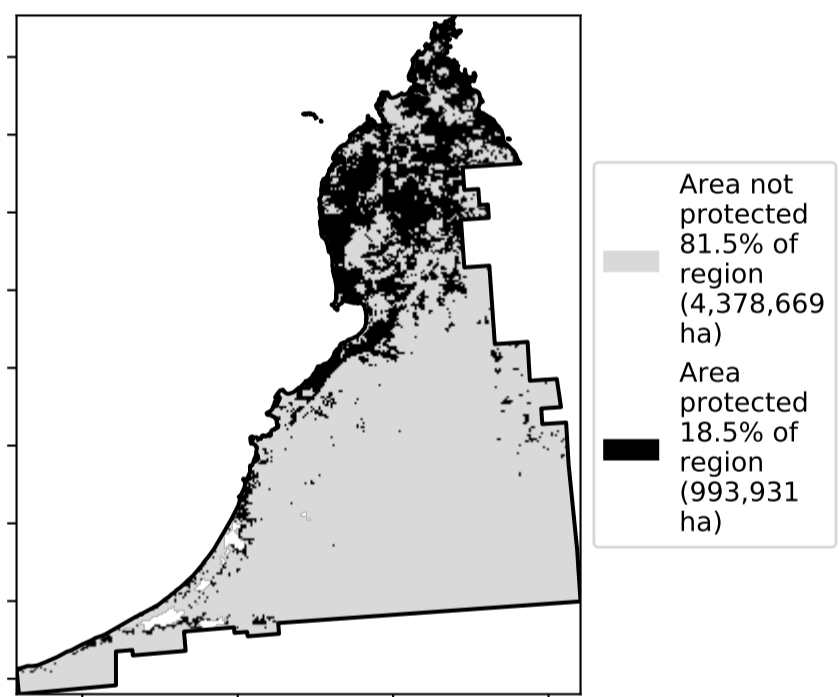 Area not
protected
81.5% of
region
(4,378,669
ha)
Area
protected
18.5% of
region
(993,931
ha)